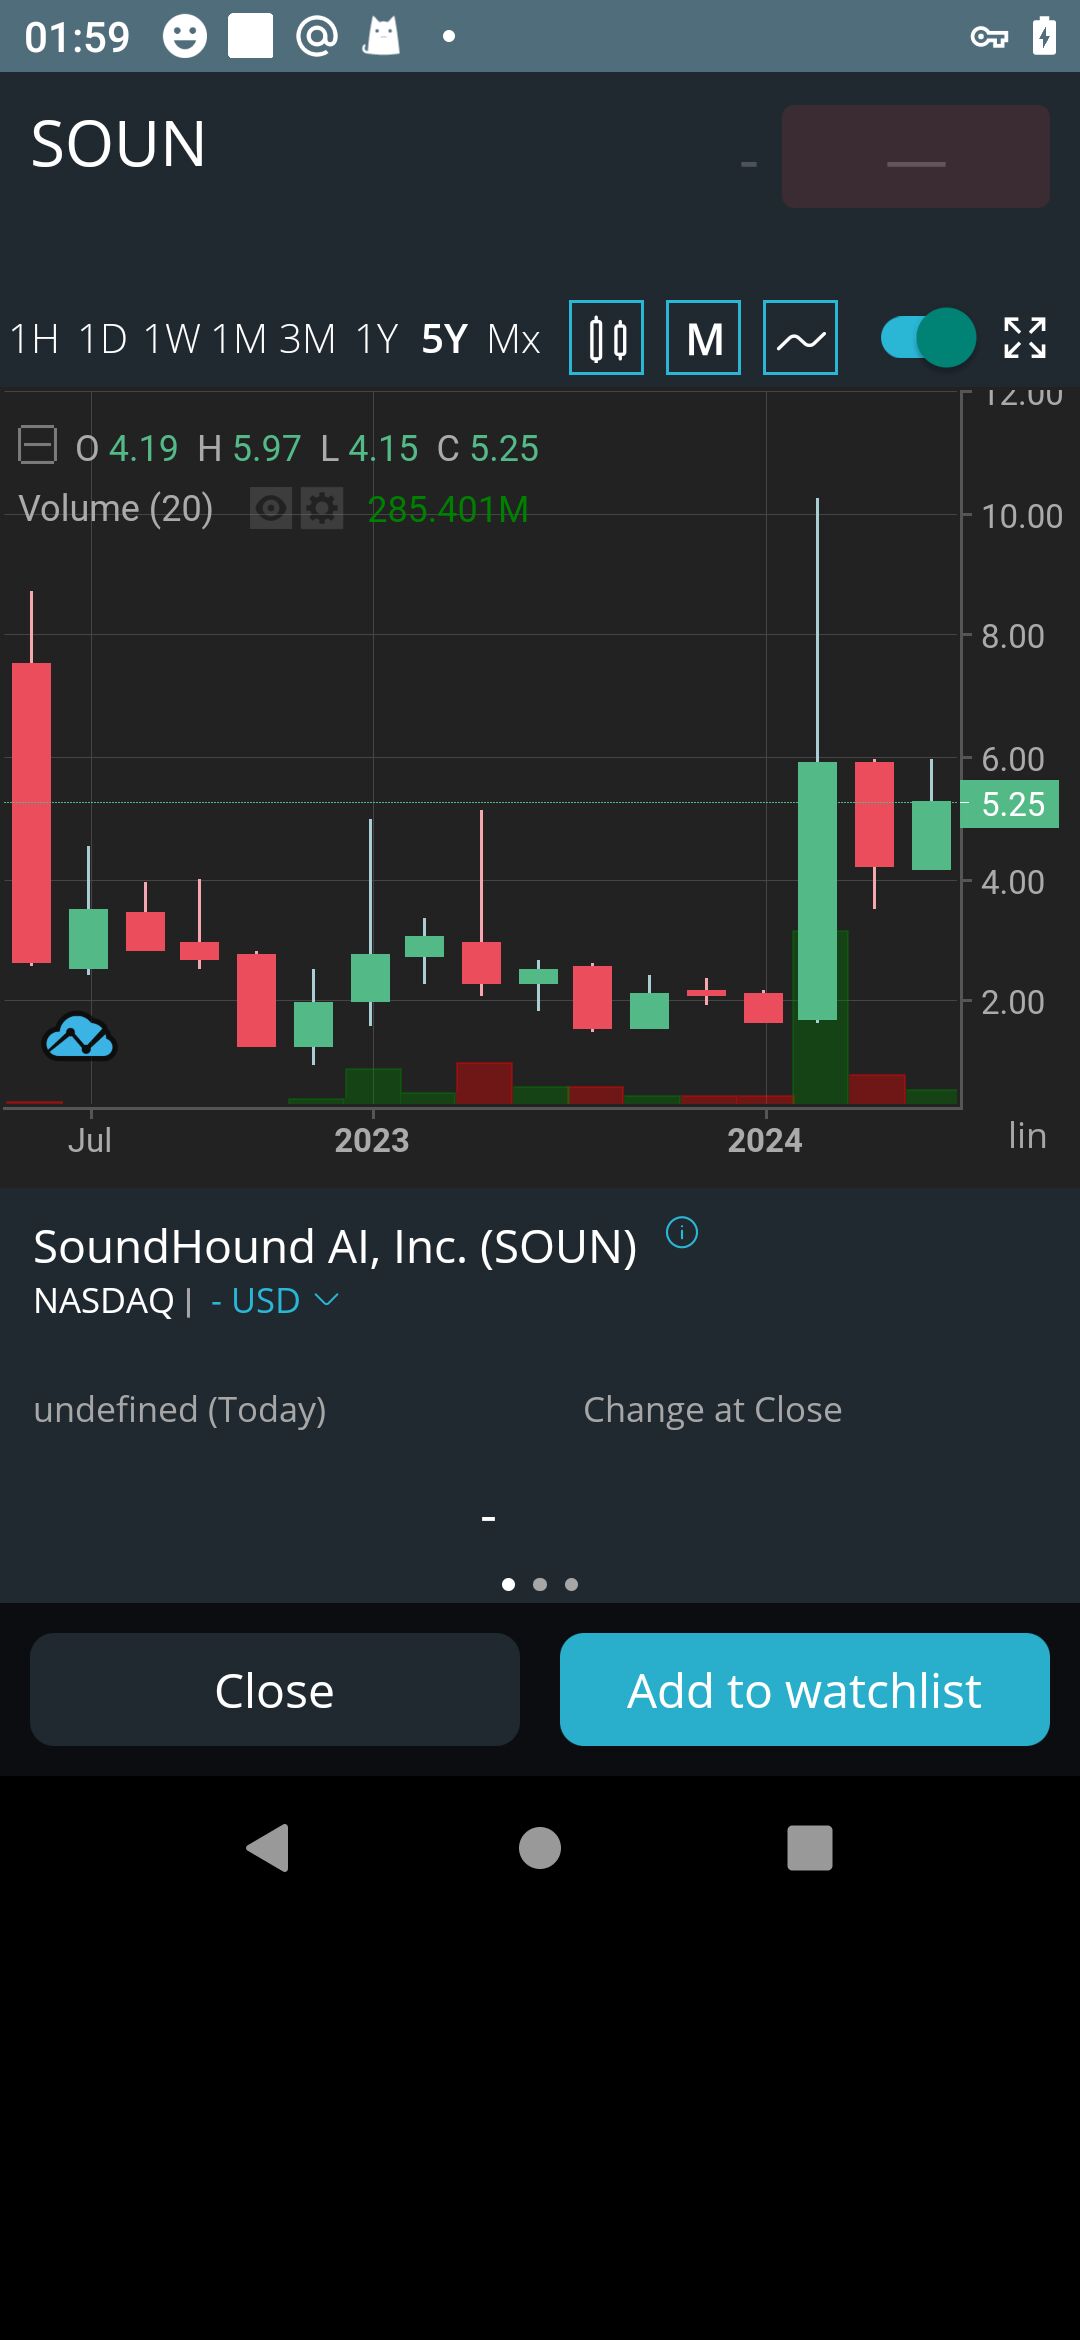 01:59
SOUN
- —
1H 1D 1W 1M 3M 1Y 5Y Mx M
12.00
O 4.19 H 5.97 L 4.15 C 5.25
Volume (20) 285.401M
10.00
8.00
6.00
5.25
4.00
2.00
Jul 2023 2024 lin
SoundHound AI, Inc. (SOUN)
NASDAQ | - USD
undefined (Today) Change at Close
-
Close Add to watchlist